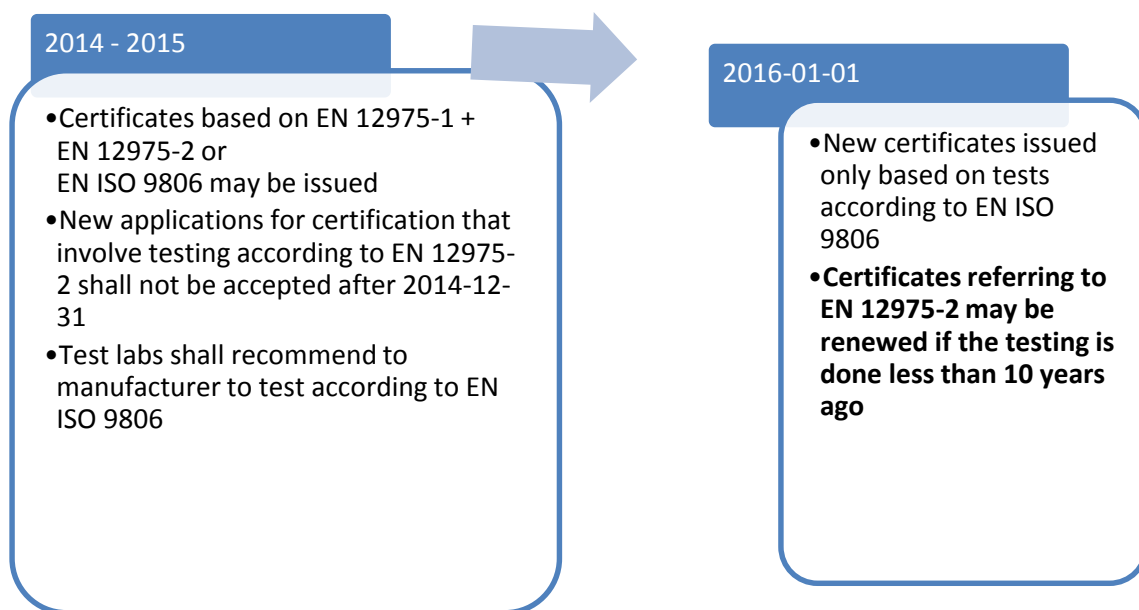 2014 - 2015
•Certificates based on EN 12975-1 +
EN 12975-2 or
EN ISO 9806 may be issued
•New applications for certification that
involve testing according to EN 12975-
2 shall not be accepted after 2014-12-
31
•Test labs shall recommend to
manufacturer to test according to EN
ISO 9806
2016-01-01
•New certificates issued
only based on tests
according to EN ISO
9806
•Certificates referring to
EN 12975-2 may be
renewed if the testing is
done less than 10 years
ago